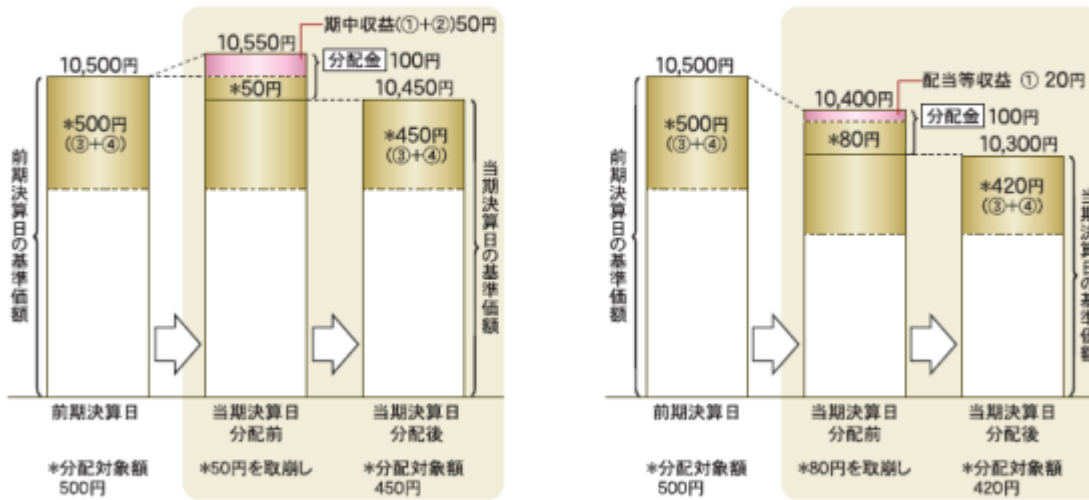 期中収益(①+②)50円
10,550円
分配金 100円
10,500円
*50円
10,450円
*500円
(③+④)
*450円
(③+④)
前期決算日の基準価額
当期決算日の基準価額
前期決算日
当期決算日
分配前
当期決算日
分配後
*分配対象額
500円
*50円を取崩し
*分配対象額
450円
10,500円
配当等収益 ① 20円
10,400円
分配金 100円
*500円
(③+④)
*80円
10,300円
*420円
(③+④)
前期決算日の基準価額
当期決算日の基準価額
前期決算日
当期決算日
分配前
当期決算日
分配後
*分配対象額
500円
*80円を取崩し
*分配対象額
420円